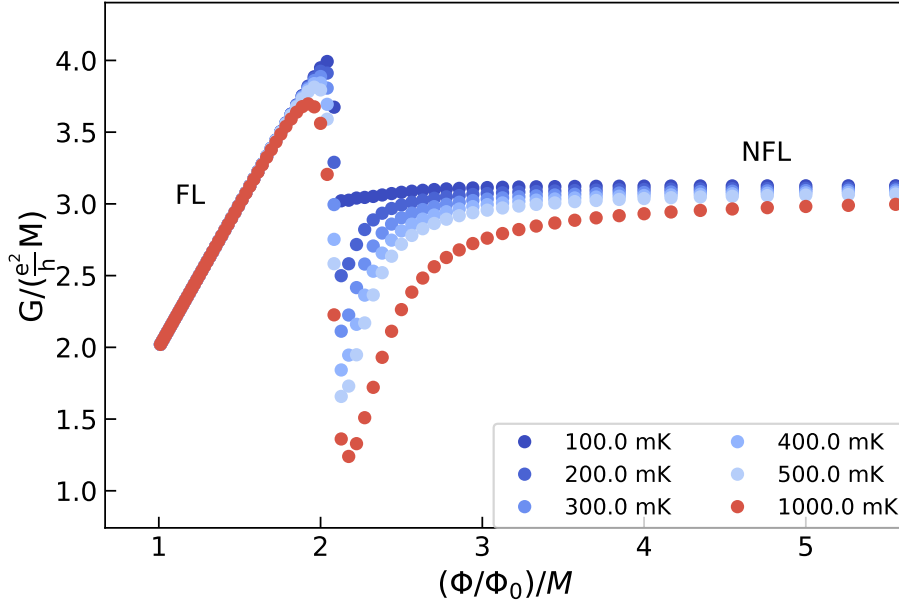 4.0
3.5
3.0
2.5
2.0
1.5
1.0
G/(e²/h M)
FL
NFL
100.0 mK
200.0 mK
300.0 mK
400.0 mK
500.0 mK
1000.0 mK
1 2 3 4 5
(Φ/Φ₀)/M